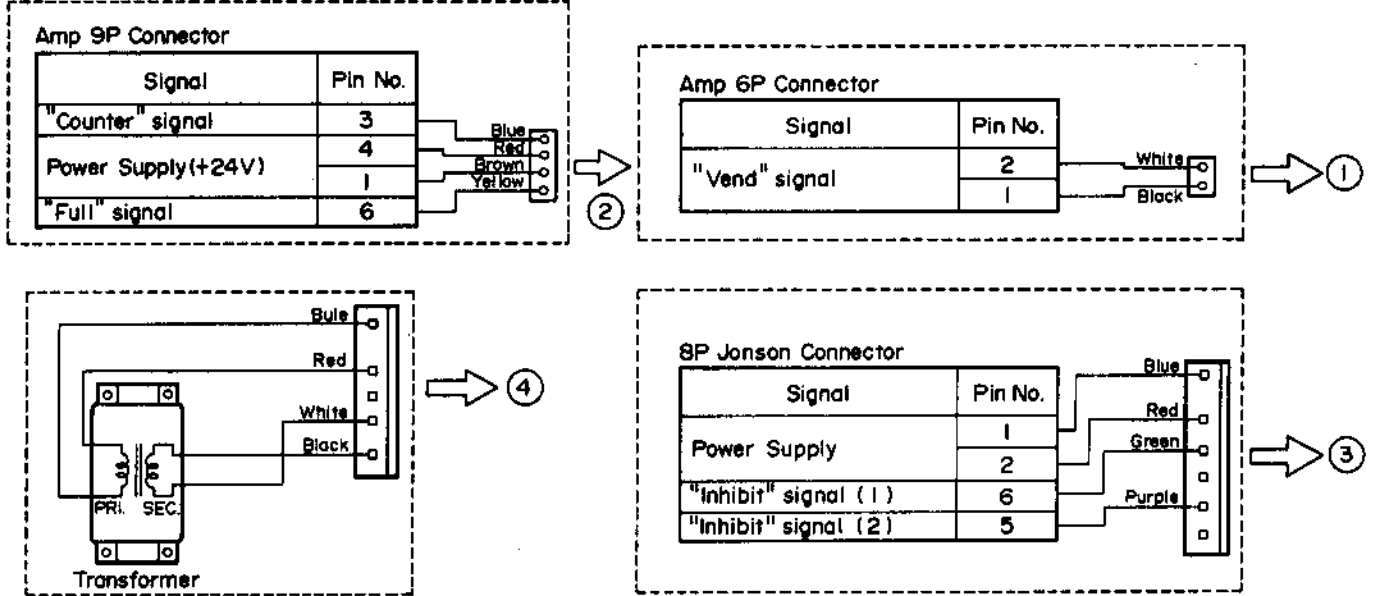 Amp 9P Connector
Signal Pin No.
"Counter" signal 3
Power Supply(+24V) 4
1
"Full" signal 6
Blue
Red
Brown
Yellow
2
Amp 6P Connector
Signal Pin No.
"Vend" signal 2
1
White
Black
1
Bule
Red
White
Black
PRI. SEC.
Transformer
4
8P Jonson Connector
Signal Pin No.
Power Supply 1
2
"Inhibit" signal (1) 6
"Inhibit" signal (2) 5
Blue
Red
Green
Purple
3